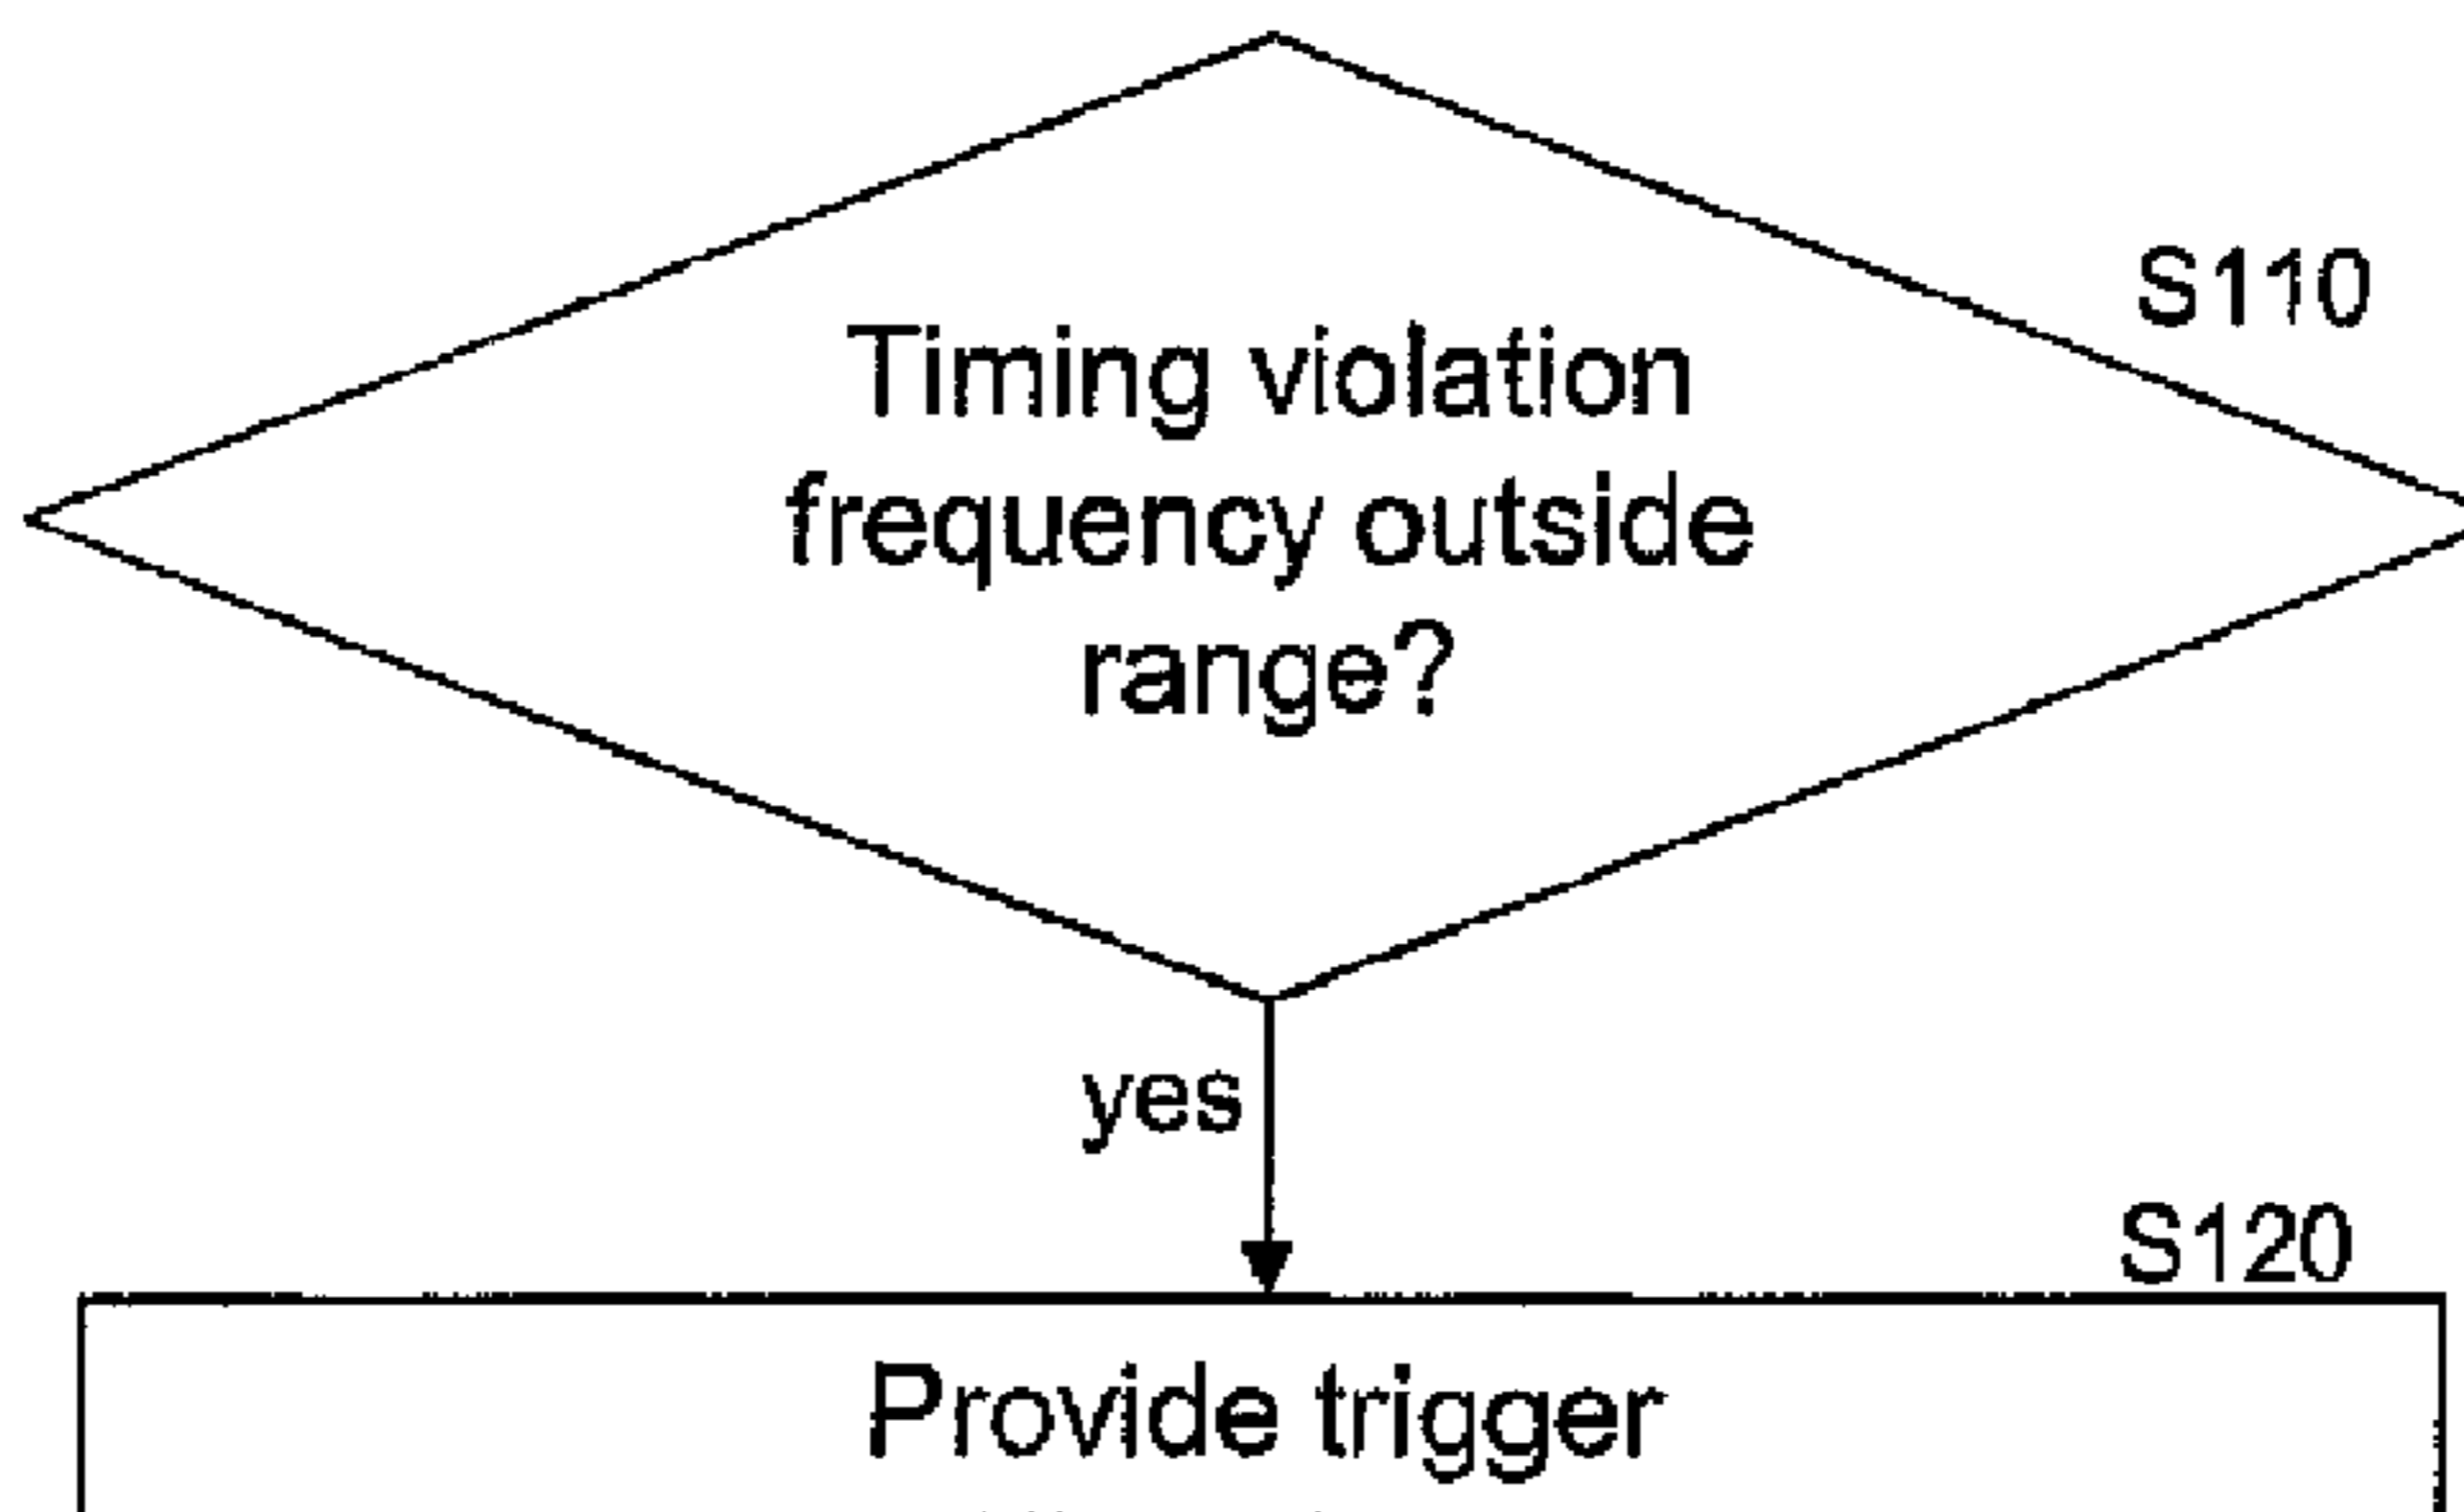 S110
Timing violation
frequency outside
range?
yes
S120
Provide trigger